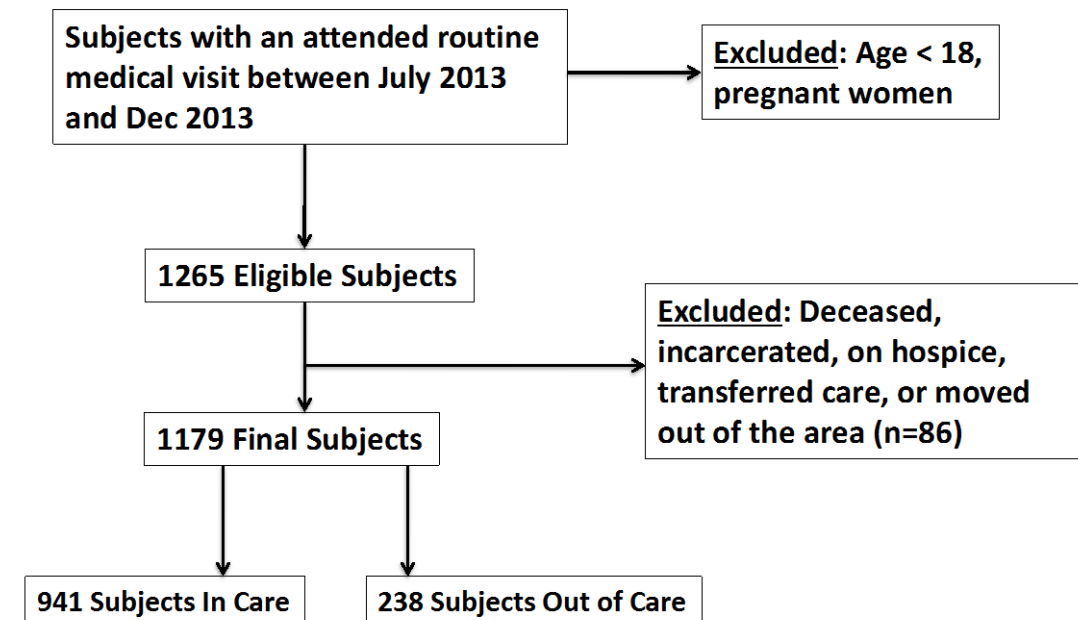 Subjects with an attended routine
medical visit between July 2013
and Dec 2013
Excluded: Age < 18,
pregnant women
1265 Eligible Subjects
Excluded: Deceased,
incarcerated, on hospice,
transferred care, or moved
out of the area (n=86)
1179 Final Subjects
941 Subjects In Care
238 Subjects Out of Care